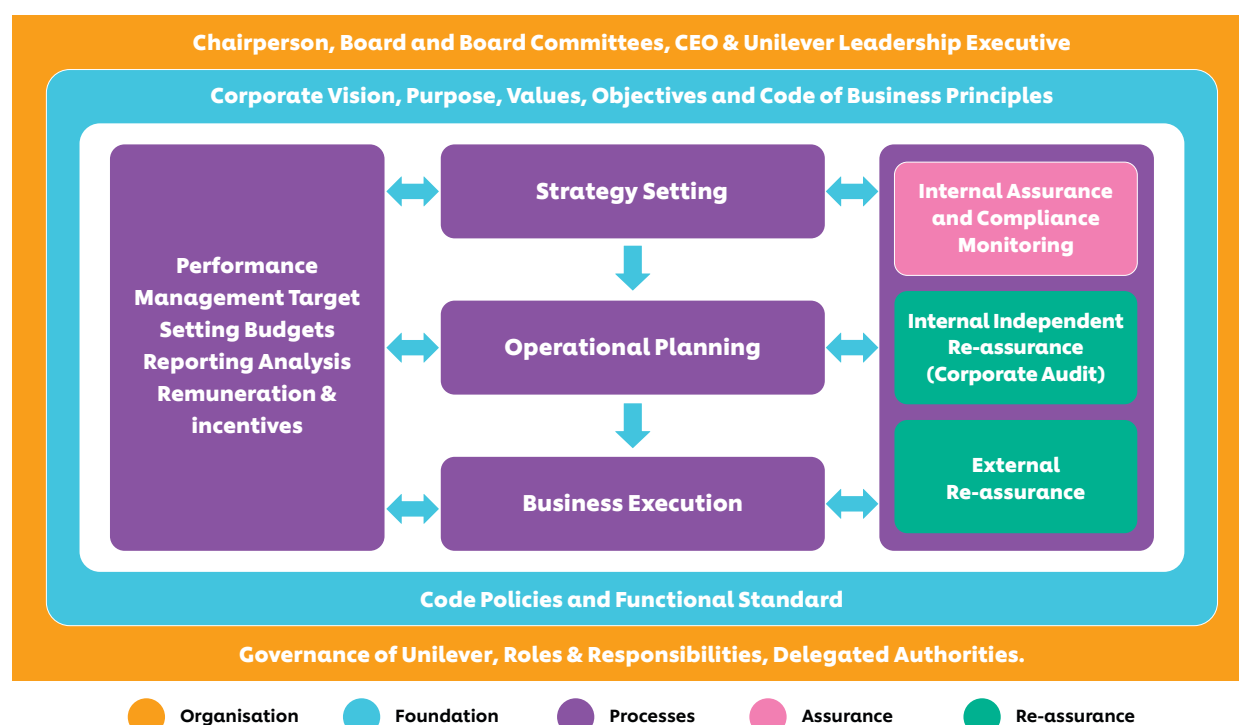 Chairperson, Board and Board Committees, CEO & Unilever Leadership Executive
Corporate Vision, Purpose, Values, Objectives and Code of Business Principles
Performance
Management Target
Setting Budgets
Reporting Analysis
Remuneration &
incentives
Strategy Setting
Operational Planning
Business Execution
Internal Assurance
and Compliance
Monitoring
Internal Independent
Re-assurance
(Corporate Audit)
External
Re-assurance
Code Policies and Functional Standard
Governance of Unilever, Roles & Responsibilities, Delegated Authorities.
Organisation
Foundation
Processes
Assurance
Re-assurance